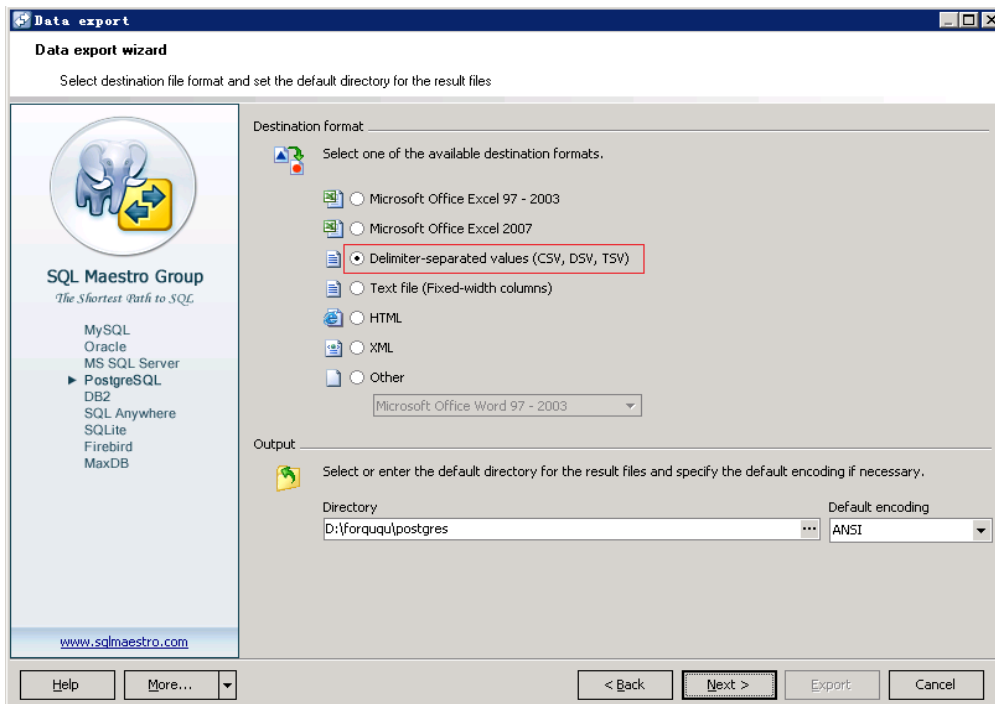 Data export
Data export wizard
Select destination file format and set the default directory for the result files
SQL Maestro Group
The Shortest Path to SQL
MySQL
Oracle
MS SQL Server
PostgreSQL
DB2
SQL Anywhere
SQLite
Firebird
MaxDB
www.sqlmaestro.com
Destination format
Select one of the available destination formats.
Microsoft Office Excel 97 - 2003
Microsoft Office Excel 2007
Delimiter-separated values (CSV, DSV, TSV)
Text file (Fixed-width columns)
HTML
XML
Other
Microsoft Office Word 97 - 2003
Output
Select or enter the default directory for the result files and specify the default encoding if necessary.
Directory Default encoding
D:\forququ\postgres ... ANSI
Help More... < Back Next > Export Cancel